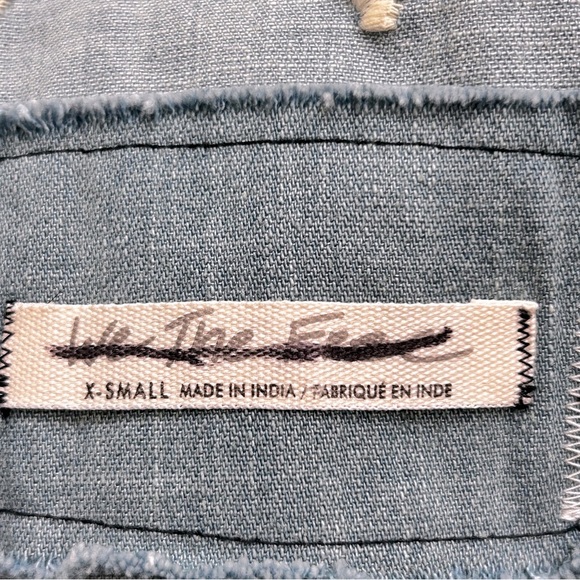 We The Free
X-SMALL MADE IN INDIA / FABRIQUÉ EN INDE